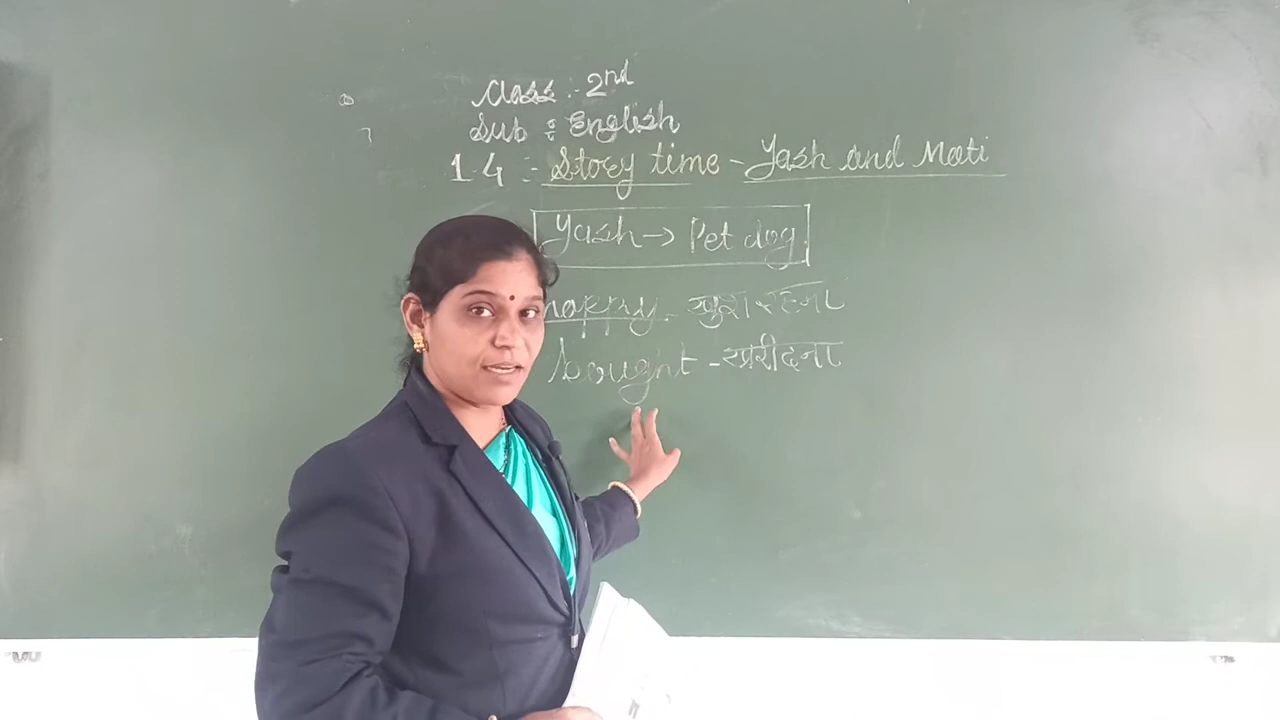 Class :- 2nd
Sub : English
1.4 :- Story time - Yash and Moti
Yash → Pet dog
happy - खुश रहना
bought - खरीदना